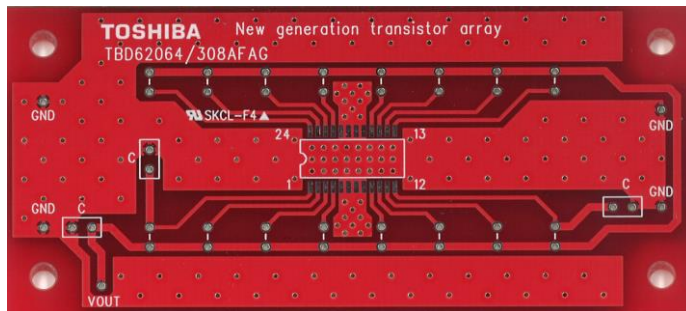 TOSHIBA New generation transistor array
TBD62064/308AFAG
GND
SKCL-F4▲
24 13
GND
C
1 12
GND
C
C
GND
VOUT